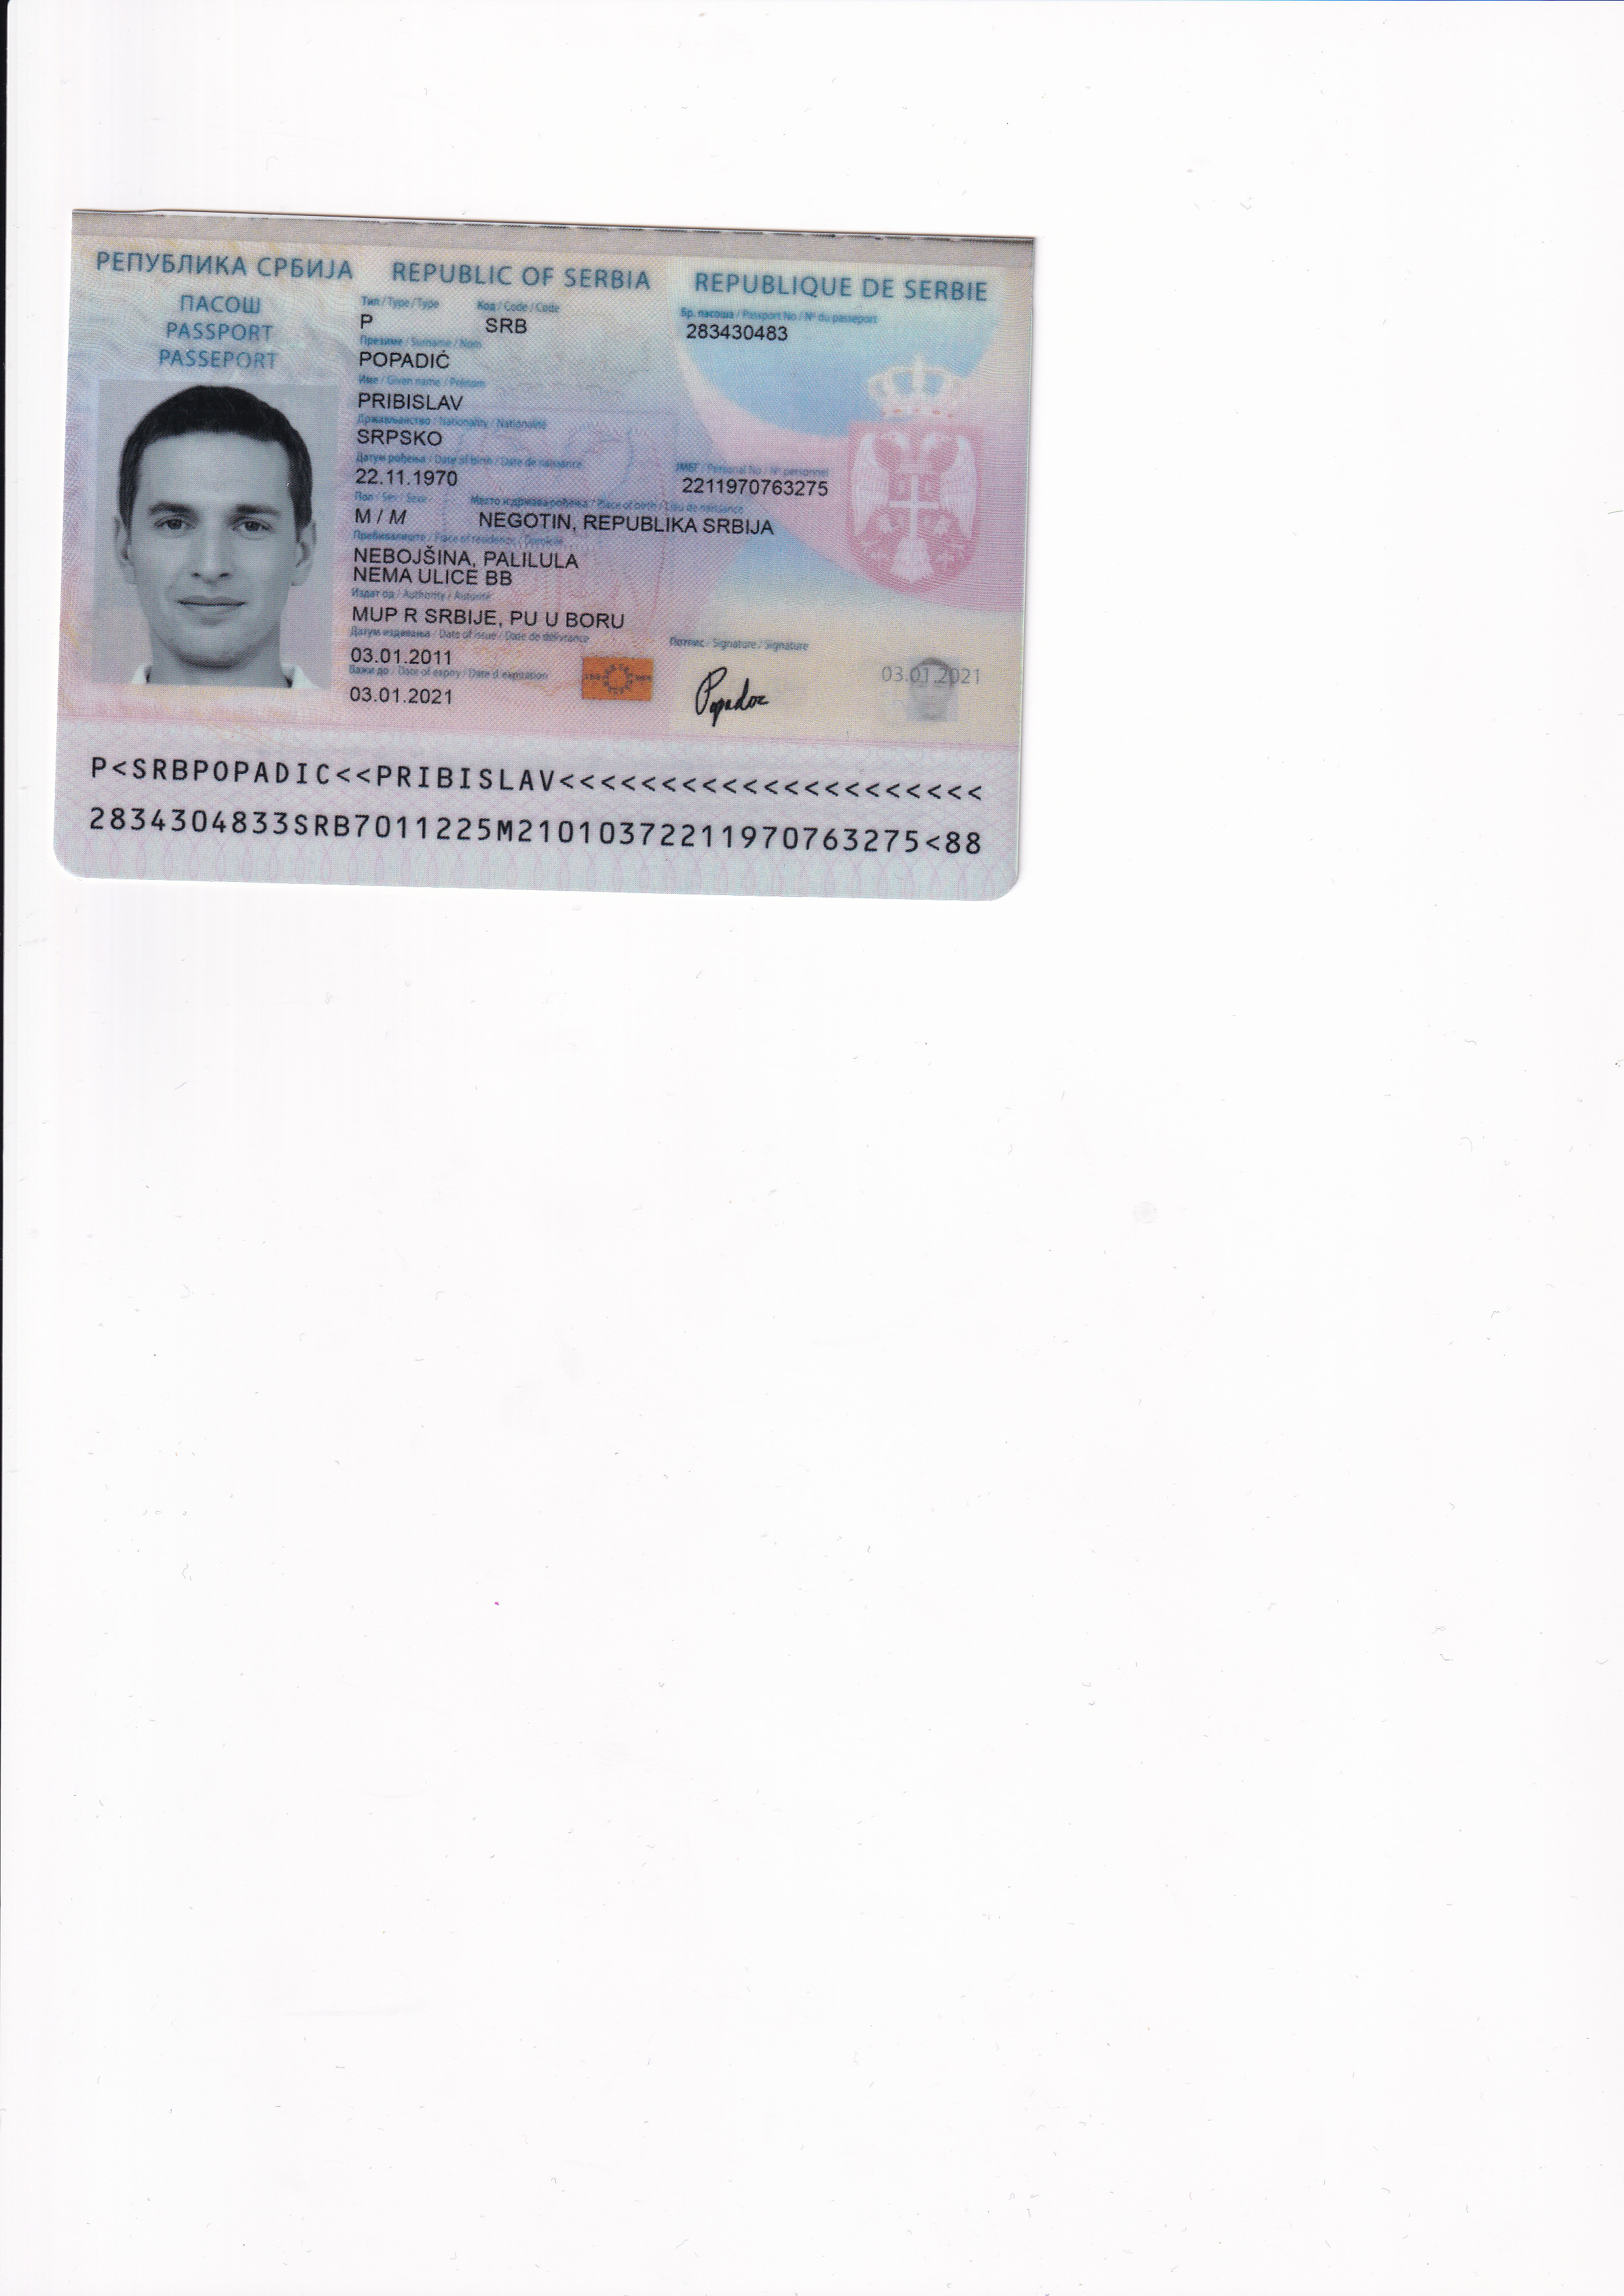 РЕПУБЛИКА СРБИЈА REPUBLIC OF SERBIA REPUBLIQUE DE SERBIE
ПАСОШ
PASSPORT
PASSEPORT
Тип / Type / Type Код / Code / Code Бр. пасоша / Passport No / Nº du passeport
P SRB 283430483
Презиме / Surname / Nom
POPADIĆ
Име / Given name / Prénom
PRIBISLAV
Држављанство / Nationality / Nationalité
SRPSKO
Датум рођења / Date of birth / Date de naissance ЈМБГ / Personal No / Nº personnel
22.11.1970 2211970763275
Пол / Sex / Sexe Место и држава рођења / Place of birth / Lieu de naissance
M / M NEGOTIN, REPUBLIKA SRBIJA
Пребивалиште / Place of residence / Domicile
NEBOJŠINA, PALILULA
NEMA ULICE BB
Издат од / Authority / Autorité
MUP R SRBIJE, PU U BORU
Датум издавања / Date of issue / Date de délivrance Потпис / Signature / Signature
03.01.2011
Важи до / Date of expiry / Date d'expiration
03.01.2021 03.01.2021
P<SRBPOPADIC<<PRIBISLAV<<<<<<<<<<<<<<<<<<<<<
2834304833SRB7011225M21010372211970763275<88